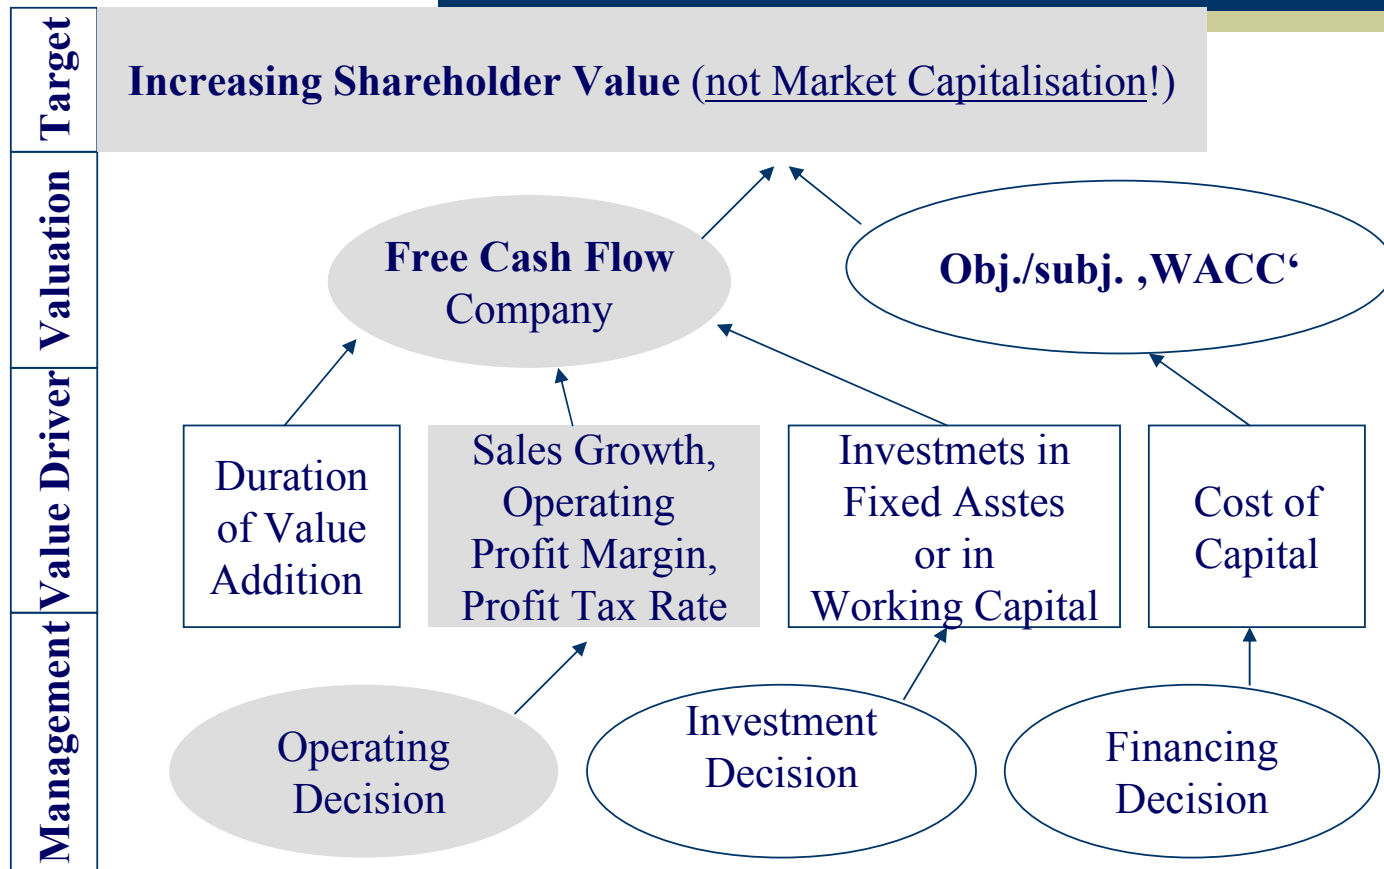 Target
Increasing Shareholder Value (not Market Capitalisation!)
Valuation
Free Cash Flow
Company
Obj./subj. ‚WACC‘
Value Driver
Duration
of Value
Addition
Sales Growth,
Operating
Profit Margin,
Profit Tax Rate
Investmets in
Fixed Asstes
or in
Working Capital
Cost of
Capital
Management
Operating
Decision
Investment
Decision
Financing
Decision